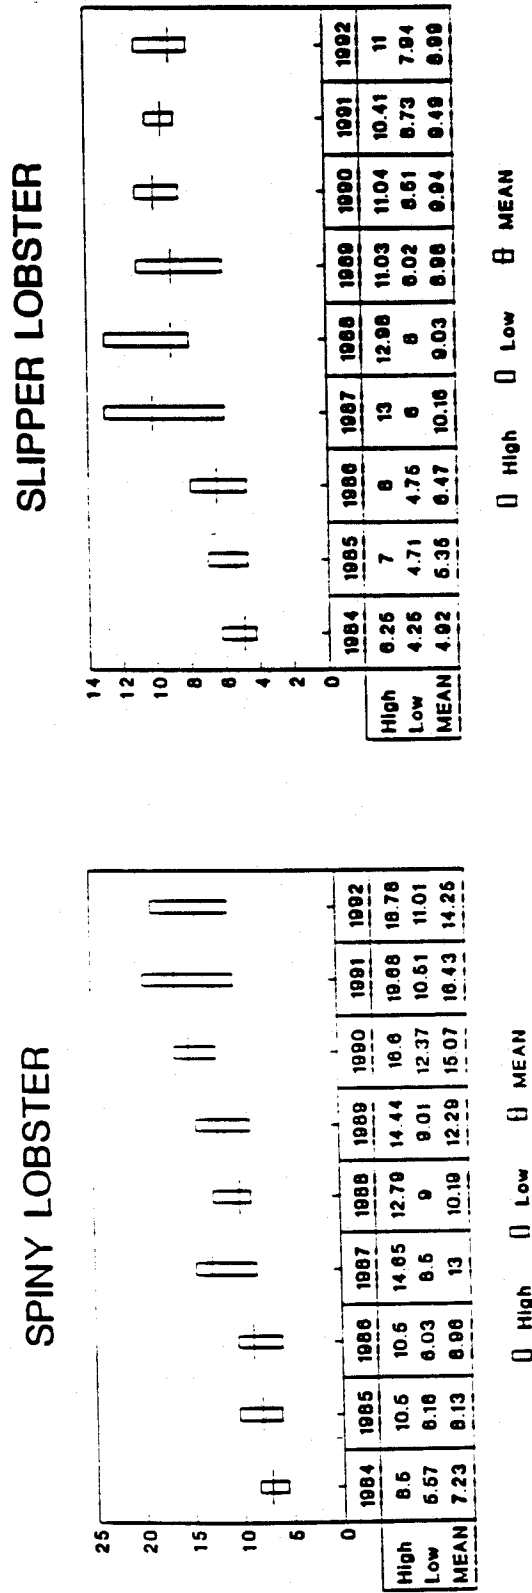 SPINY LOBSTER
25
20
15
10
5
0
1984 1985 1986 1987 1988 1989 1990 1991 1992
High 8.5 10.5 10.5 14.65 12.79 14.44 16.6 19.68 18.78
Low 5.57 6.16 6.03 8.5 9 9.01 12.37 10.51 11.01
MEAN 7.23 8.13 8.96 13 10.19 12.29 15.07 16.43 14.25
High Low MEAN
SLIPPER LOBSTER
14
12
10
8
6
4
2
0
1984 1985 1986 1987 1988 1989 1990 1991 1992
High 6.25 7 8 13 12.98 11.03 11.04 10.41 11
Low 4.25 4.71 4.75 6 8 6.02 8.51 8.73 7.94
MEAN 4.92 5.35 6.47 10.16 9.03 8.98 9.94 9.49 8.99
High Low MEAN